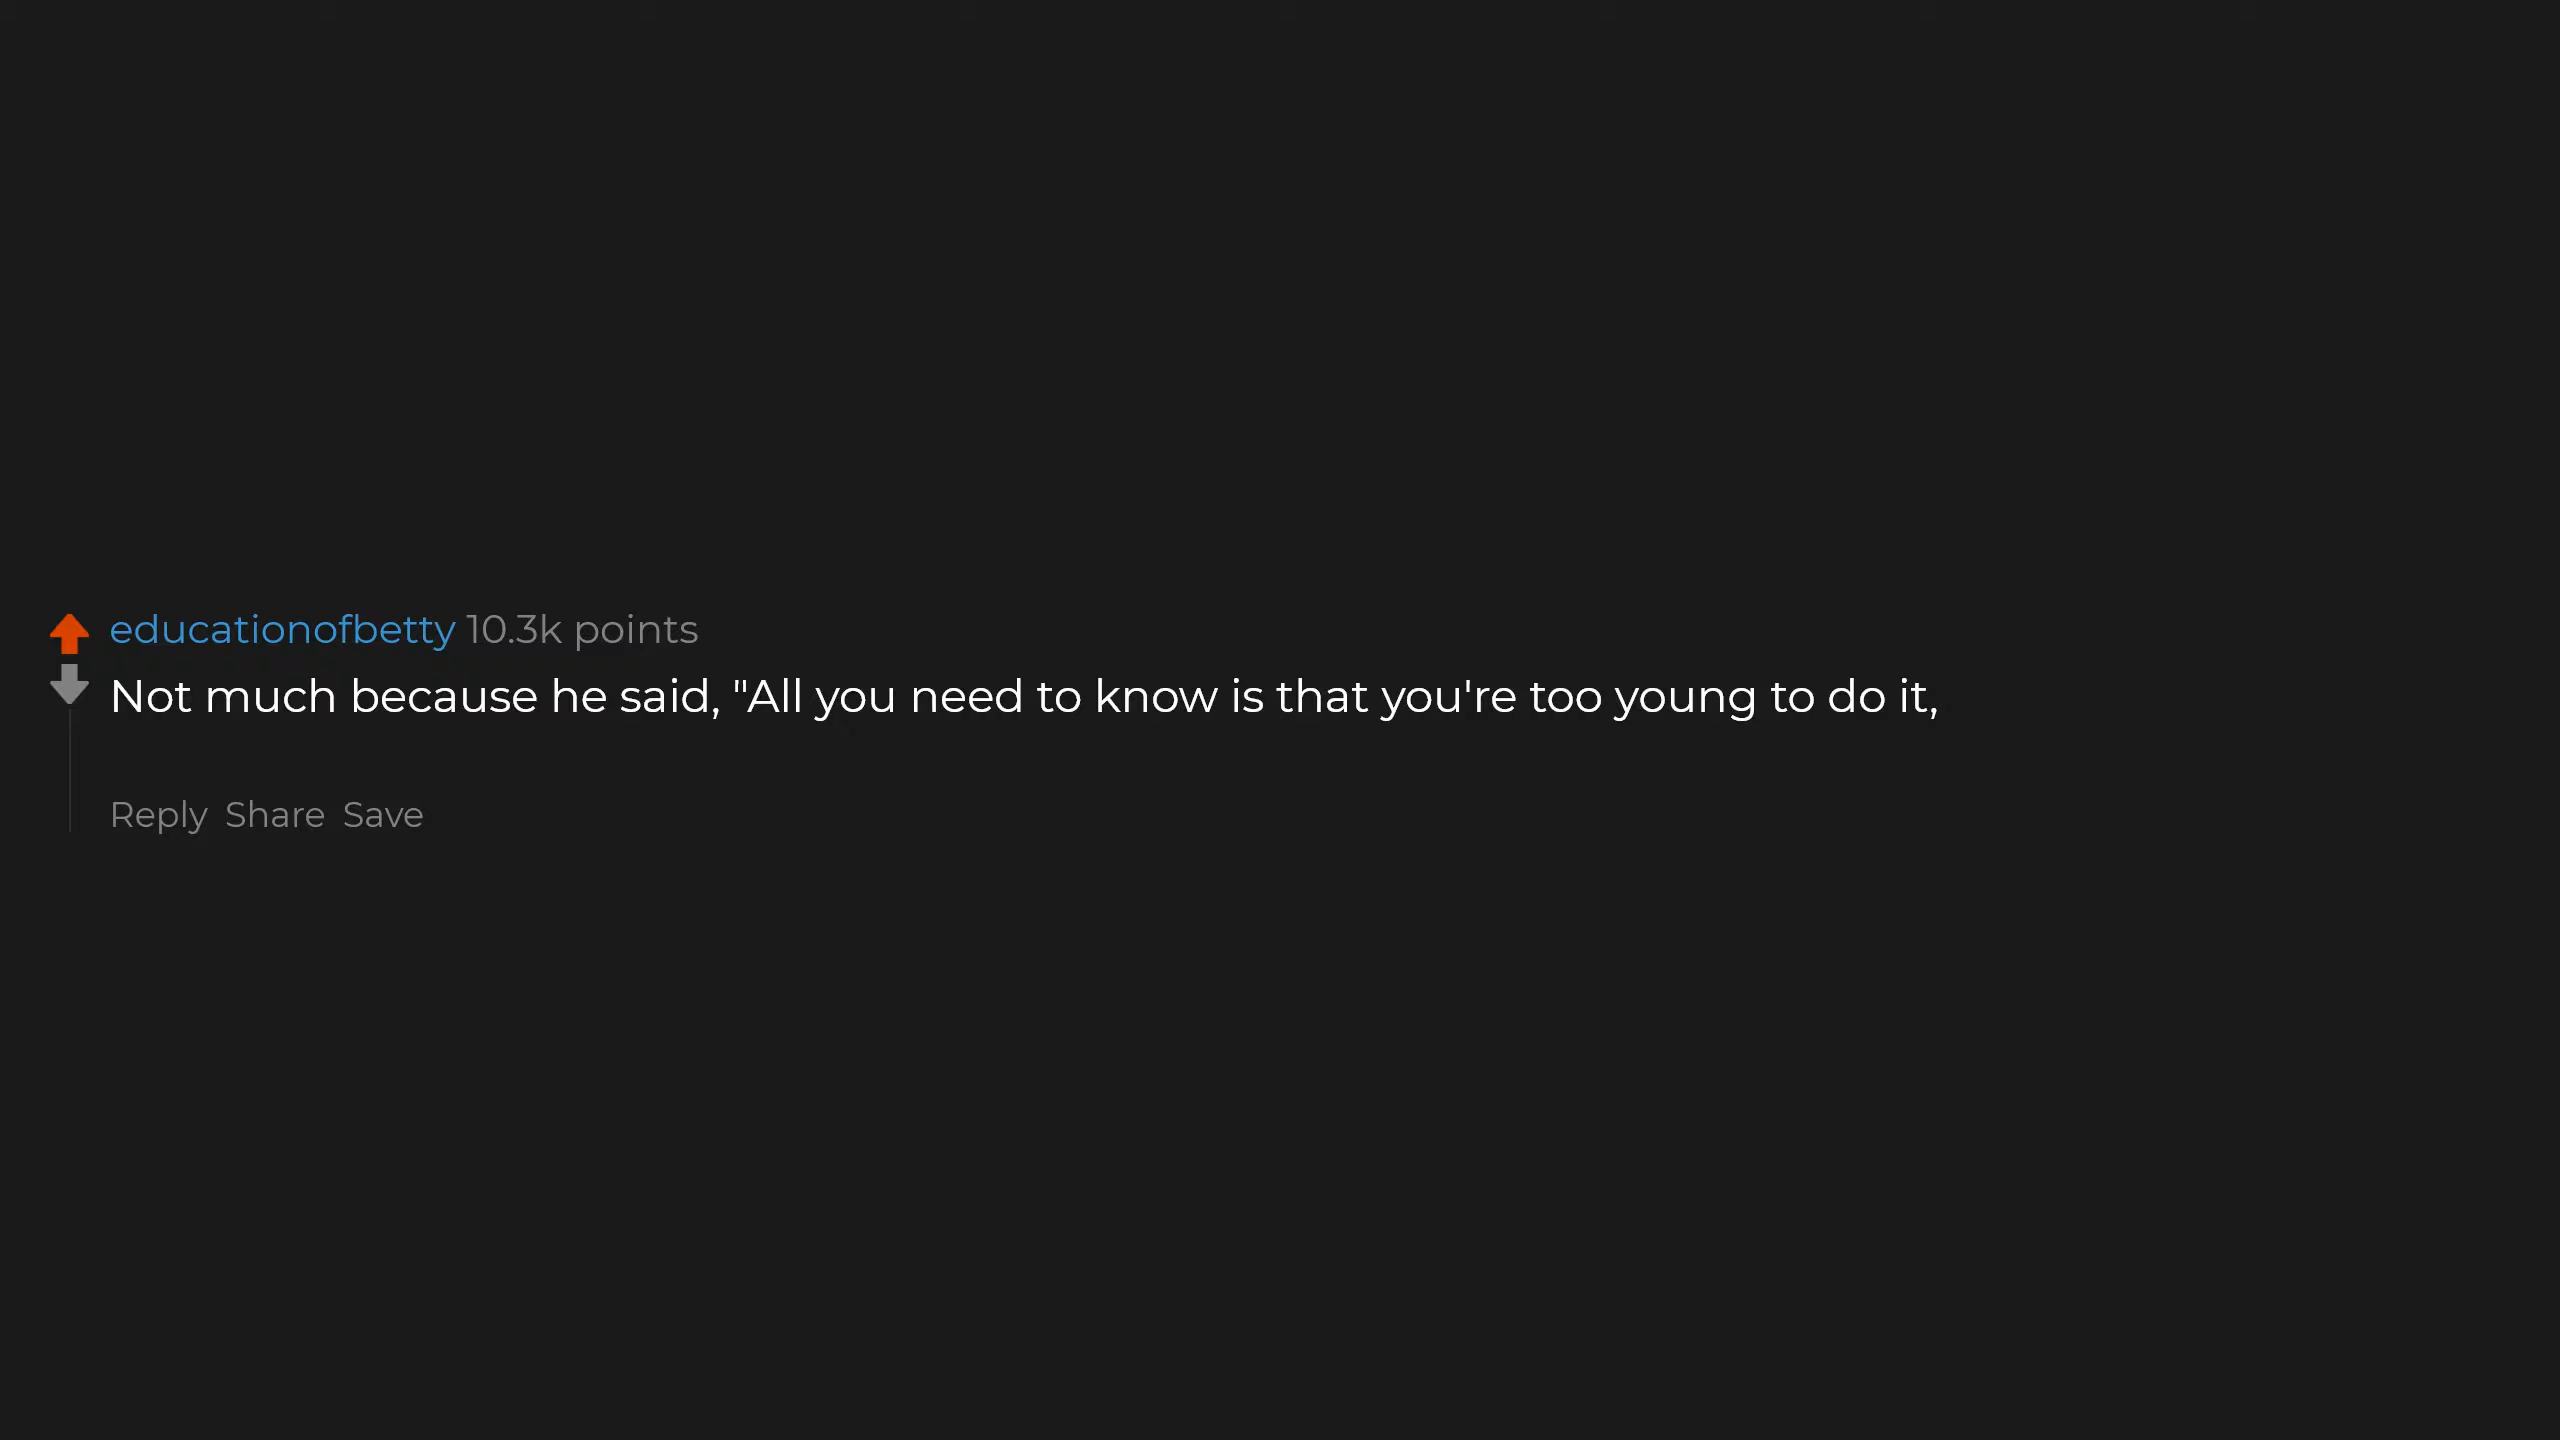 educationofbetty 10.3k points
Not much because he said, "All you need to know is that you're too young to do it,
Reply Share Save